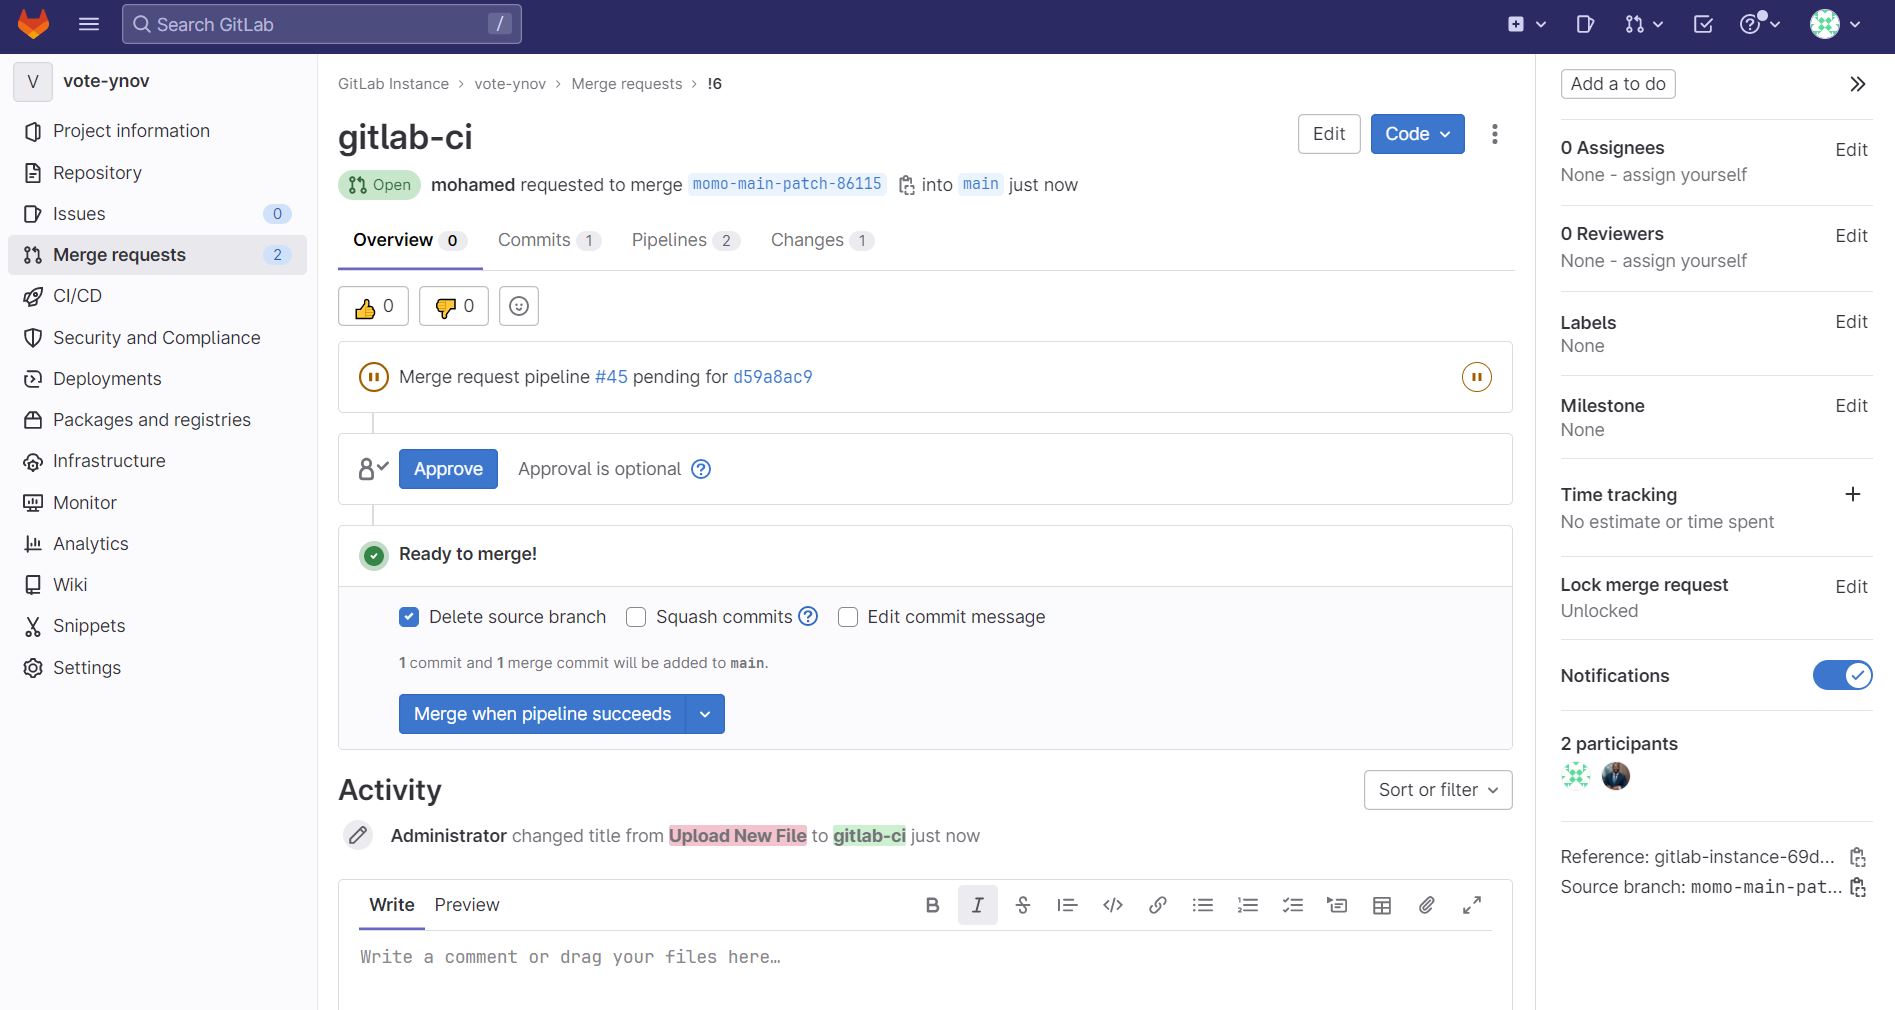 Search GitLab /
V vote-ynov
Project information
Repository
Issues 0
Merge requests 2
CI/CD
Security and Compliance
Deployments
Packages and registries
Infrastructure
Monitor
Analytics
Wiki
Snippets
Settings
GitLab Instance › vote-ynov › Merge requests › !6
gitlab-ci
Edit Code
Open mohamed requested to merge momo-main-patch-86115 into main just now
Overview 0 Commits 1 Pipelines 2 Changes 1
0 0
Merge request pipeline #45 pending for d59a8ac9
Approve Approval is optional ?
Ready to merge!
Delete source branch Squash commits ? Edit commit message
1 commit and 1 merge commit will be added to main.
Merge when pipeline succeeds
Activity
Sort or filter
Administrator changed title from Upload New File to gitlab-ci just now
Write Preview
B I S
Write a comment or drag your files here…
Add a to do
0 Assignees Edit
None - assign yourself
0 Reviewers Edit
None - assign yourself
Labels Edit
None
Milestone Edit
None
Time tracking +
No estimate or time spent
Lock merge request Edit
Unlocked
Notifications
2 participants
Reference: gitlab-instance-69d...
Source branch: momo-main-pat...